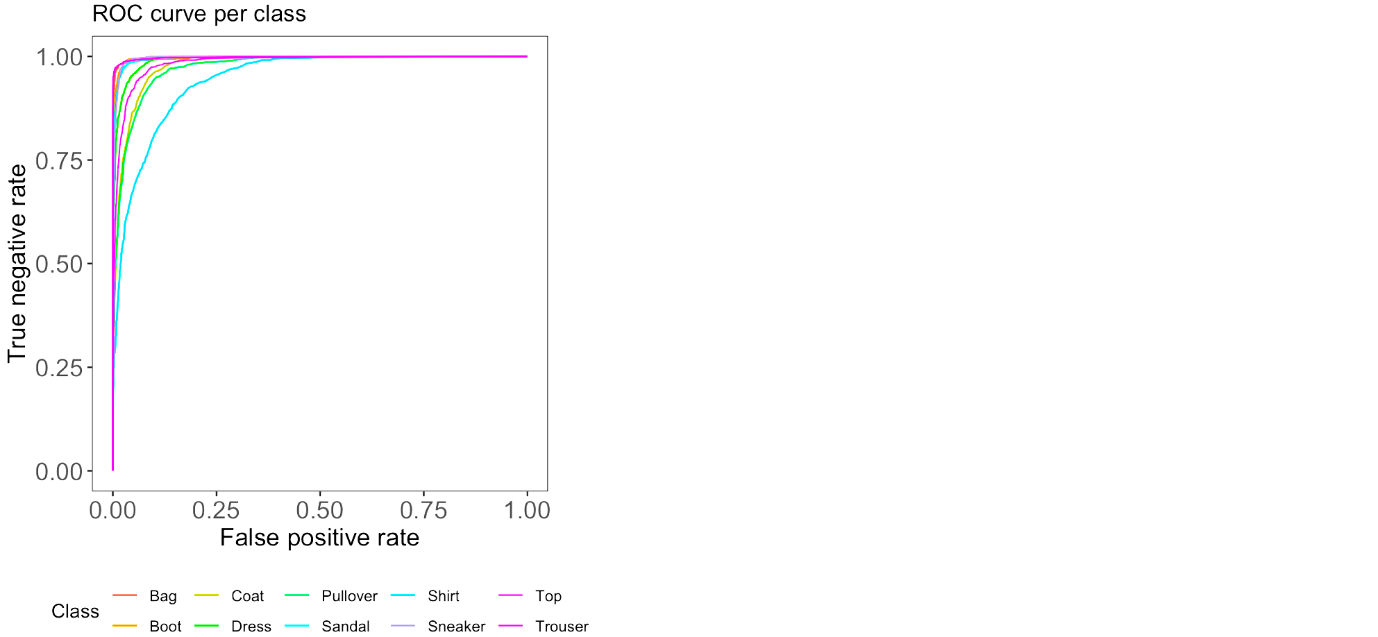 ROC curve per class
True negative rate
1.00
0.75
0.50
0.25
0.00
0.00 0.25 0.50 0.75 1.00
False positive rate
Class
Bag Coat Pullover Shirt Top
Boot Dress Sandal Sneaker Trouser